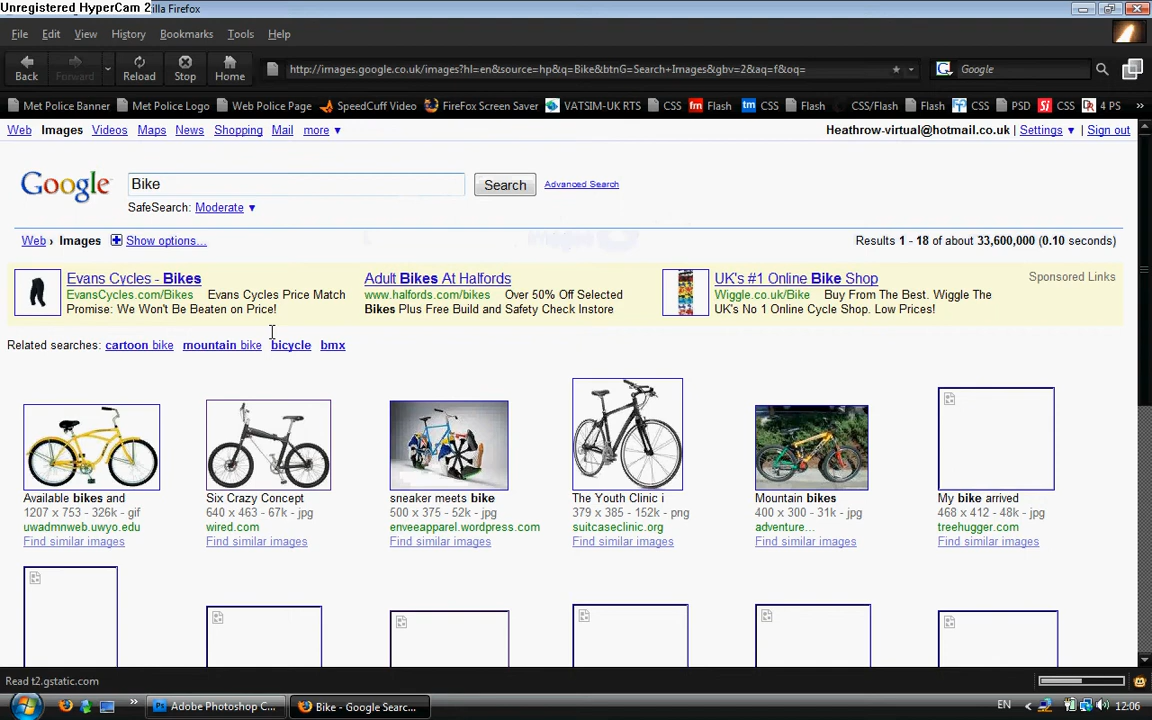 Unregistered HyperCam 2 illa Firefox
File Edit View History Bookmarks Tools Help
Back Forward Reload Stop Home http://images.google.co.uk/images?hl=en&source=hp&q=Bike&btnG=Search+Images&gbv=2&aq=f&oq= Google
Met Police Banner Met Police Logo Web Police Page SpeedCuff Video FireFox Screen Saver VATSIM-UK RTS CSS fm Flash tm CSS Flash CSS/Flash Flash CSS PSD CSS 4 PS »
Web Images Videos Maps News Shopping Mail more ▼ Heathrow-virtual@hotmail.co.uk | Settings ▼ | Sign out
Google Bike Search Advanced Search
SafeSearch: Moderate ▼
Web › Images Show options... Results 1 - 18 of about 33,600,000 (0.10 seconds)
Evans Cycles - Bikes Adult Bikes At Halfords UK's #1 Online Bike Shop Sponsored Links
EvansCycles.com/Bikes Evans Cycles Price Match www.halfords.com/bikes Over 50% Off Selected Wiggle.co.uk/Bike Buy From The Best. Wiggle The
Promise: We Won't Be Beaten on Price! Bikes Plus Free Build and Safety Check Instore UK's No 1 Online Cycle Shop. Low Prices!
Related searches: cartoon bike mountain bike bicycle bmx
Available bikes and Six Crazy Concept sneaker meets bike The Youth Clinic i Mountain bikes My bike arrived
1207 x 753 - 326k - gif 640 x 463 - 67k - jpg 500 x 375 - 52k - jpg 379 x 385 - 152k - png 400 x 300 - 31k - jpg 468 x 412 - 48k - jpg
uwadmnweb.uwyo.edu wired.com enveeapparel.wordpress.com suitcaseclinic.org adventure... treehugger.com
Find similar images Find similar images Find similar images Find similar images Find similar images Find similar images
Read t2.gstatic.com
» Ps Adobe Photoshop C... Bike - Google Searc... EN 12:06